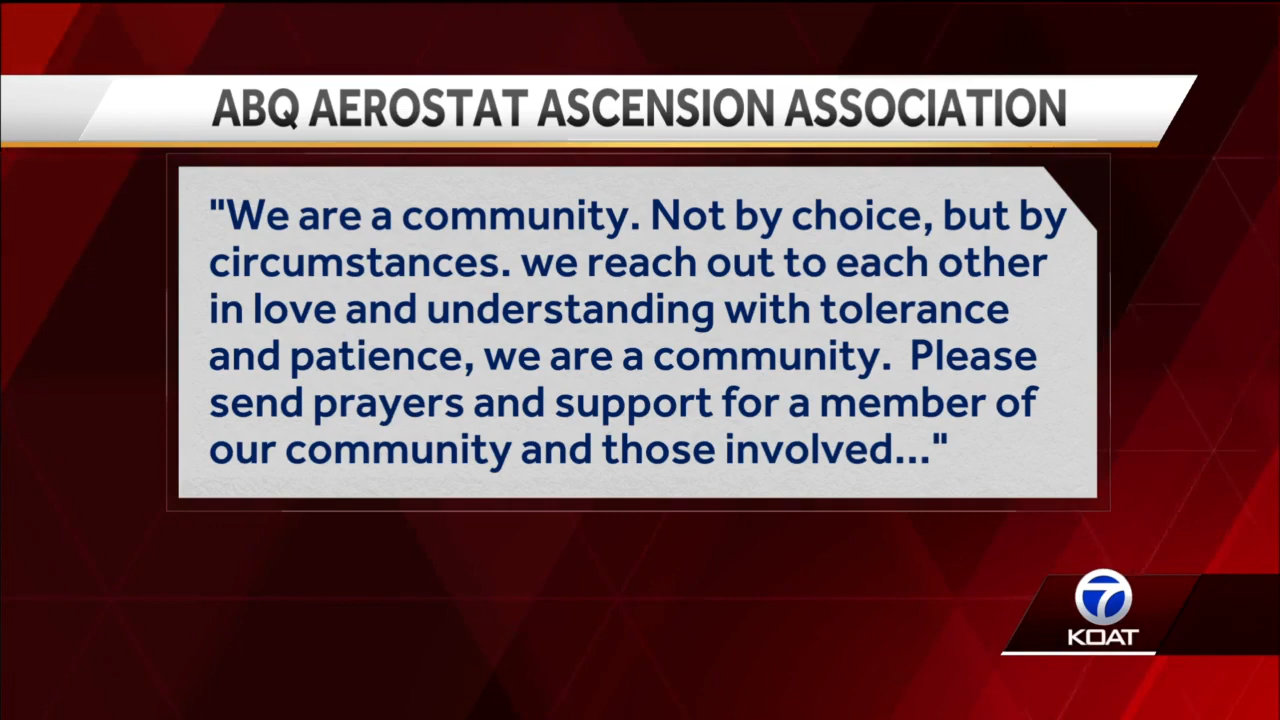 ABQ AEROSTAT ASCENSION ASSOCIATION
"We are a community. Not by choice, but by
circumstances. we reach out to each other
in love and understanding with tolerance
and patience, we are a community.  Please
send prayers and support for a member of
our community and those involved..."
7
KOAT